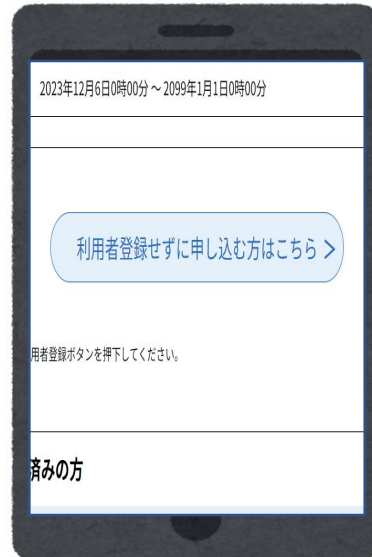 2023年12月6日0時00分 ～ 2099年1月1日0時00分
利用者登録せずに申し込む方はこちら
用者登録ボタンを押下してください。
済みの方